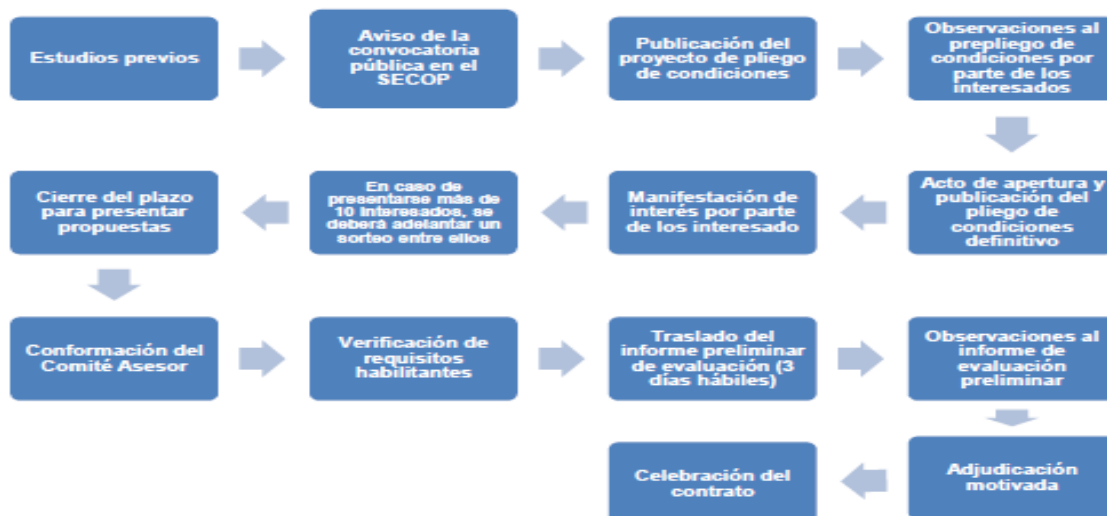 Estudios previos
Aviso de la
convocatoria
pública en el
SECOP
Publicación del
proyecto de pliego
de condiciones
Observaciones al
prepliego de
condiciones por
parte de los
interesados
Acto de apertura y
publicación del
pliego de
condiciones
definitivo
Manifestación de
interés por parte
de los interesado
En caso de
presentarse más de
10 interesados, se
deberá adelantar un
sorteo entre ellos
Cierre del plazo
para presentar
propuestas
Conformación del
Comité Asesor
Verificación de
requisitos
habilitantes
Traslado del
informe preliminar
de evaluación (3
días hábiles)
Observaciones al
informe de
evaluación
preliminar
Adjudicación
motivada
Celebración del
contrato